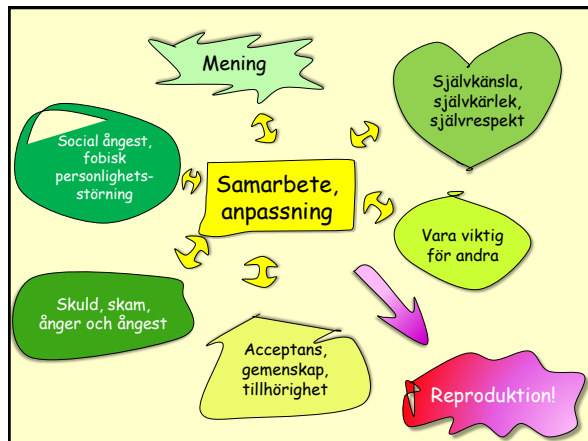 Mening
Självkänsla,
självkärlek,
självrespekt
Social ångest,
fobisk
personlighets-
störning
Samarbete,
anpassning
Vara viktig
för andra
Skuld, skam,
ånger och ångest
Acceptans,
gemenskap,
tillhörighet
Reproduktion!